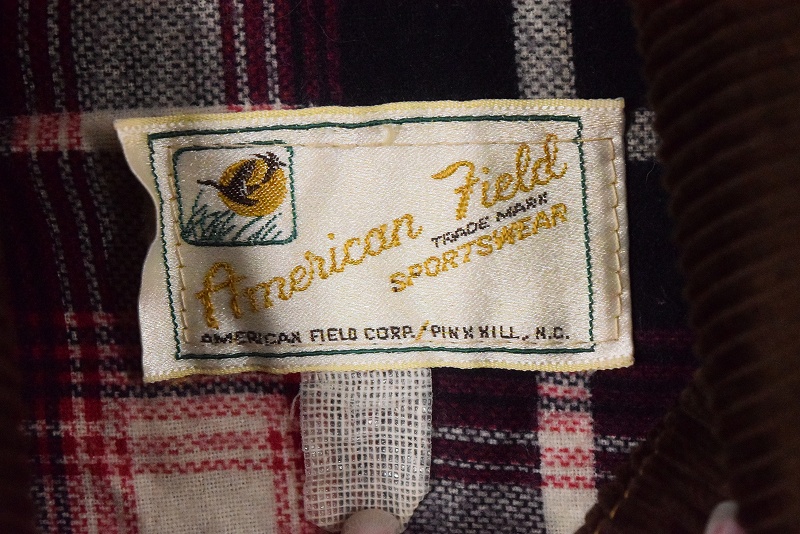 American Field
TRADE MARK
SPORTSWEAR
AMERICAN FIELD CORP./PINK HILL, N.C.